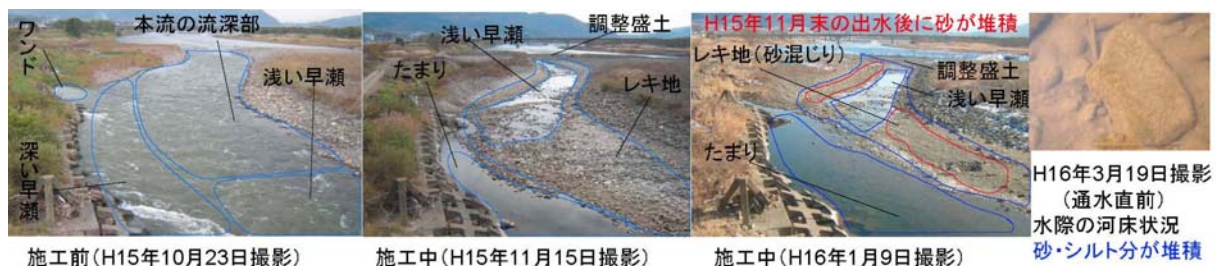 ワンド
本流の流深部
浅い早瀬
深い早瀬
施工前(H15年10月23日撮影)
浅い早瀬
調整盛土
たまり
レキ地
施工中(H15年11月15日撮影)
H15年11月末の出水後に砂が堆積
レキ地(砂混じり)
調整盛土
浅い早瀬
たまり
施工中(H16年1月9日撮影)
H16年3月19日撮影
(通水直前)
水際の河床状況
砂・シルト分が堆積